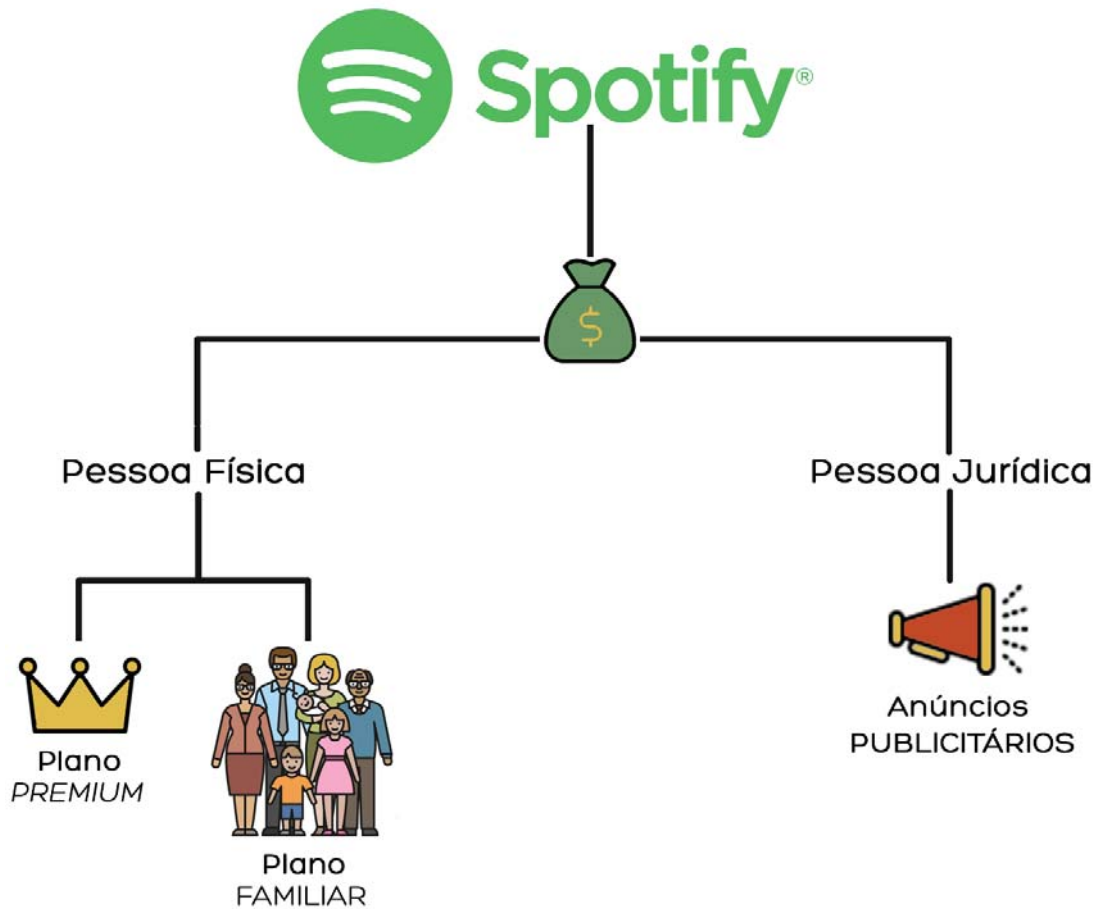 Spotify®
$
Pessoa Física
Pessoa Jurídica
Plano
PREMIUM
Plano
FAMILIAR
Anúncios
PUBLICITÁRIOS